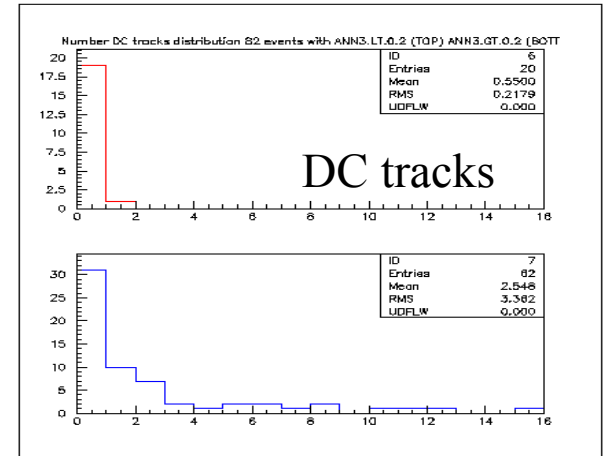 Number DC tracks distribution 82 events with ANN3.LT.0.2 (TOP) ANN3.GT.0.2 (BOTT
ID 6
Entries 20
Mean 0.5500
RMS 0.2179
UDFLW 0.000
20
17.5
15
12.5
10
7.5
5
2.5
0
DC tracks
0 2 4 6 8 10 12 14 16
ID 7
Entries 62
Mean 2.548
RMS 3.362
UDFLW 0.000
30
25
20
15
10
5
0
0 2 4 6 8 10 12 14 16